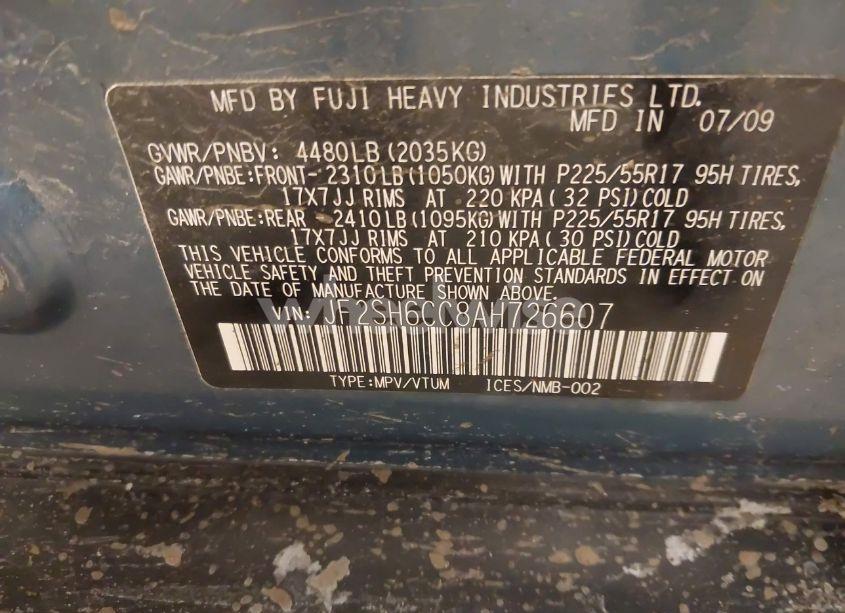 MFD BY FUJI HEAVY INDUSTRIES LTD.
MFD IN 07/09
GVWR/PNBV: 4480LB(2035KG)
GAWR/PNBE:FRONT-2310LB(1050KG)WITH P225/55R17 95H TIRES,
17X7JJ RIMS AT 220 KPA(32 PSI)COLD
GAWR/PNBE:REAR -2410LB(1095KG)WITH P225/55R17 95H TIRES,
17X7JJ RIMS AT 210 KPA(30 PSI)COLD
THIS VEHICLE CONFORMS TO ALL APPLICABLE FEDERAL MOTOR
VEHICLE SAFETY AND THEFT PREVENTION STANDARDS IN EFFECT ON
THE DATE OF MANUFACTURE SHOWN ABOVE.
VIN: JF2SH6CC8AH726607
TYPE:MPV/VTUM ICES/NMB-002